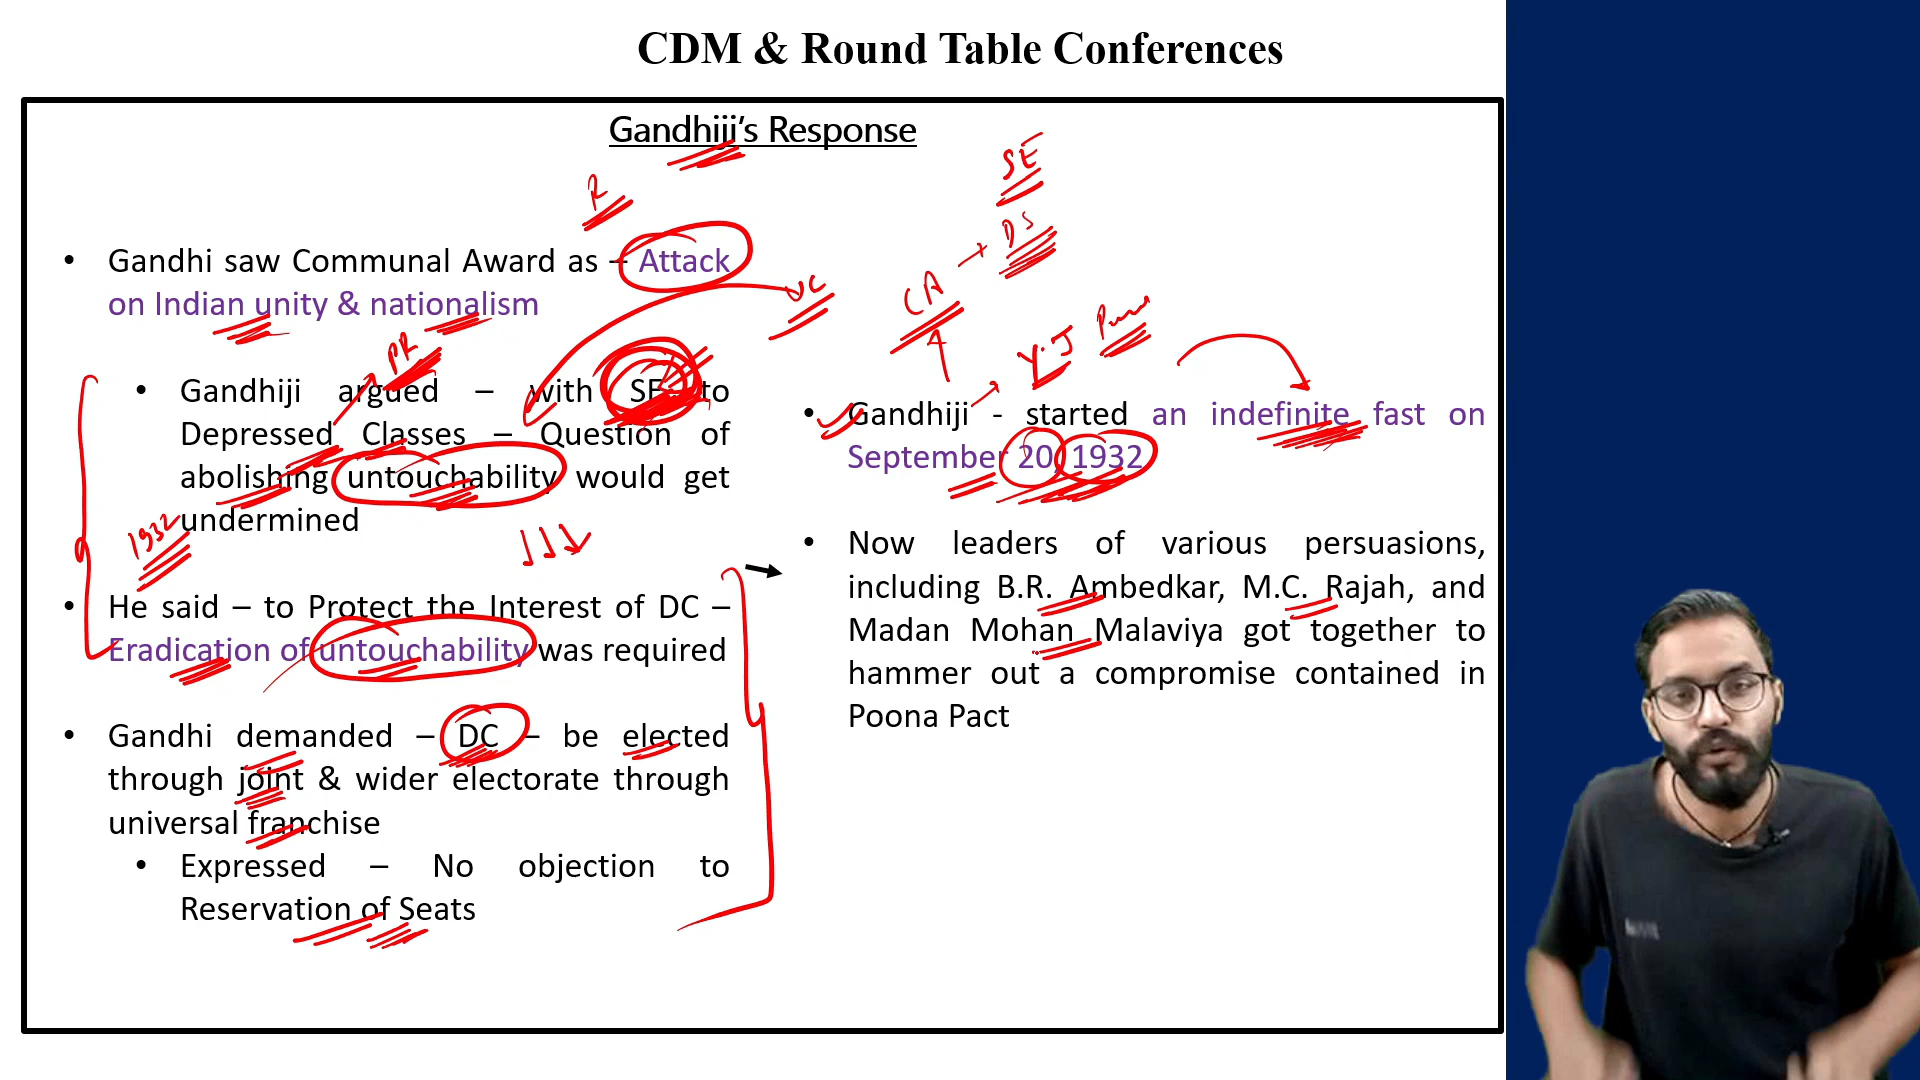 CDM & Round Table Conferences
Gandhiji's Response
R
• Gandhi saw Communal Award as – Attack
on Indian unity & nationalism
UC
PR
• Gandhiji argued – with SE to
Depressed Classes – Question of
abolishing untouchability would get
undermined
1932
• He said – to Protect the Interest of DC –
Eradication of untouchability was required
• Gandhi demanded – DC – be elected
through joint & wider electorate through
universal franchise
• Expressed – No objection to
Reservation of Seats
SE
DS
CA
Y.J
• Gandhiji - started an indefinite fast on
September 20, 1932
• Now leaders of various persuasions,
including B.R. Ambedkar, M.C. Rajah, and
Madan Mohan Malaviya got together to
hammer out a compromise contained in
Poona Pact